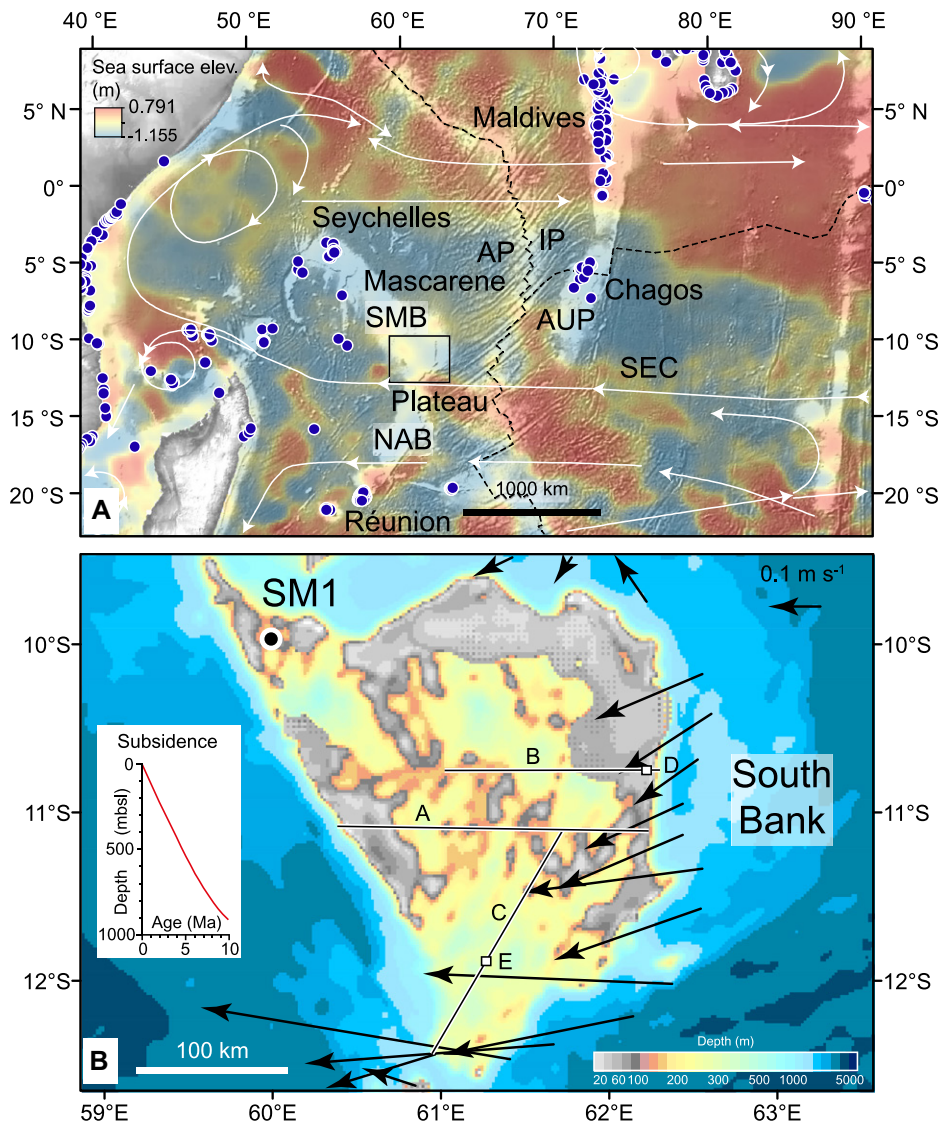 40 °E 50 °E 60 °E 70 °E 80 °E 90 °E
Sea surface elev.
(m)
0.791
-1.155
5° N
0°
5° S
10° S
15° S
20° S
5° N
0°
5° S
10° S
15° S
20° S
Maldives
Seychelles
AP
IP
Mascarene
Chagos
SMB
AUP
SEC
Plateau
NAB
1000 km
Réunion
A
SM1
0.1 m s-1
10°S
11°S
12°S
10°S
11°S
12°S
B
D
A
C
E
South
Bank
Subsidence
0
500
1000
Depth (mbsl)
Age (Ma)
0 5 10
100 km
Depth (m)
20 60 100 200 300 500 1000 5000
B
59°E 60°E 61°E 62°E 63°E